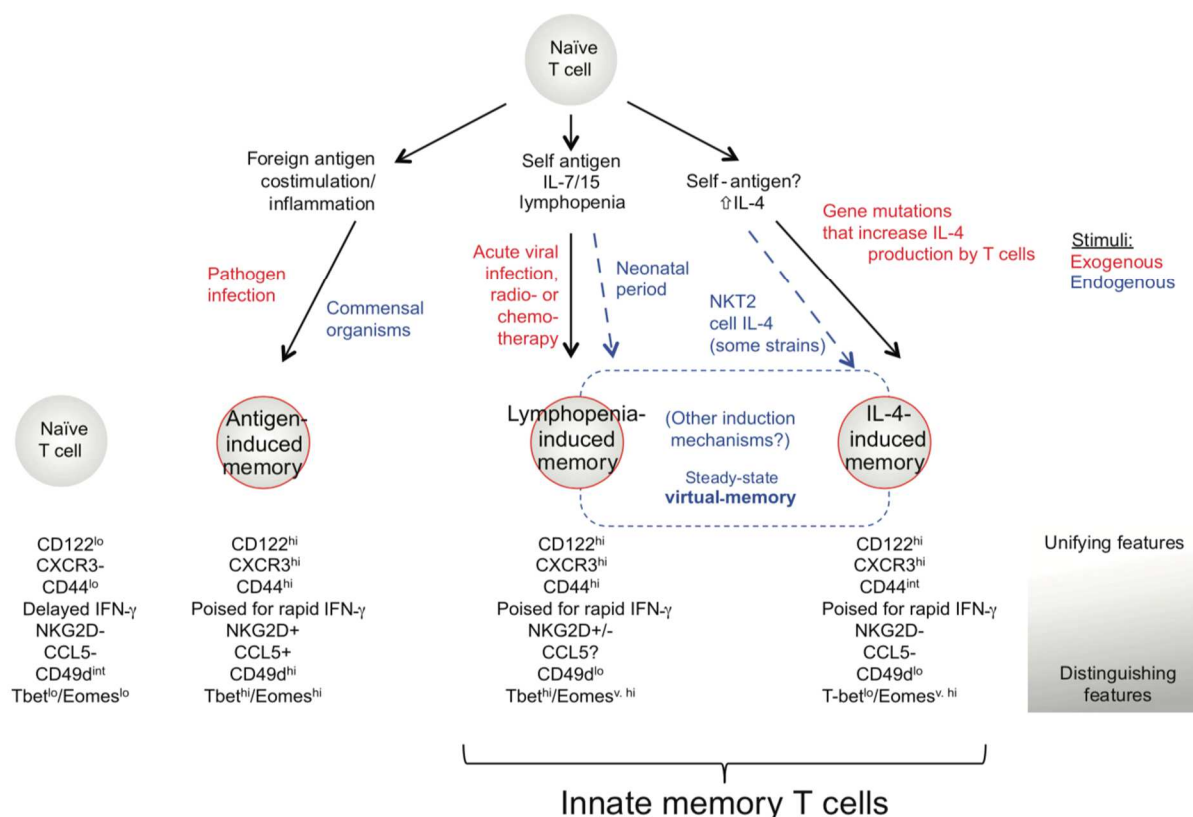 Naïve
T cell
Foreign antigen
costimulation/
inflammation
Self antigen
IL-7/15
lymphopenia
Self-antigen?
⇧IL-4
Pathogen
infection
Commensal
organisms
Acute viral
infection,
radio- or
chemo-
therapy
Neonatal
period
NKT2
cell IL-4
(some strains)
Gene mutations
that increase IL-4
production by T cells
Stimuli:
Exogenous
Endogenous
Naïve
T cell
Antigen-
induced
memory
Lymphopenia-
induced
memory
(Other induction
mechanisms?)
Steady-state
virtual-memory
IL-4-
induced
memory
CD122lo
CXCR3-
CD44lo
Delayed IFN-γ
NKG2D-
CCL5-
CD49dint
Tbetlo/Eomeslo
CD122hi
CXCR3hi
CD44hi
Poised for rapid IFN-γ
NKG2D+
CCL5+
CD49dhi
Tbethi/Eomeshi
CD122hi
CXCR3hi
CD44hi
Poised for rapid IFN-γ
NKG2D+/-
CCL5?
CD49dlo
Tbethi/Eomesv. hi
CD122hi
CXCR3hi
CD44int
Poised for rapid IFN-γ
NKG2D-
CCL5-
CD49dlo
T-betlo/Eomesv. hi
Unifying features
Distinguishing
features
Innate memory T cells